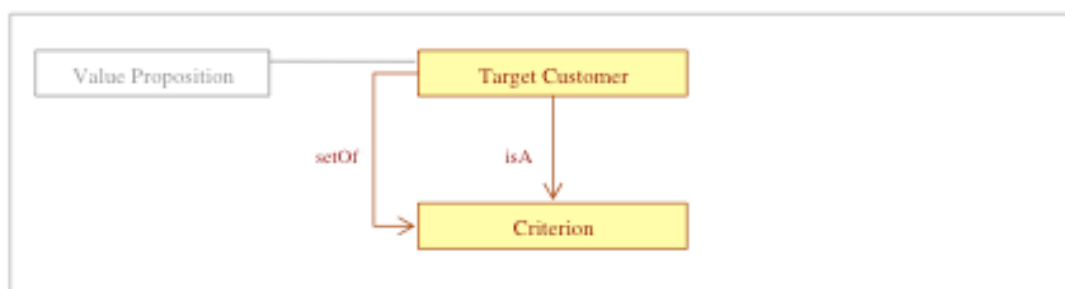 Value Proposition
Target Customer
setOf
isA
Criterion